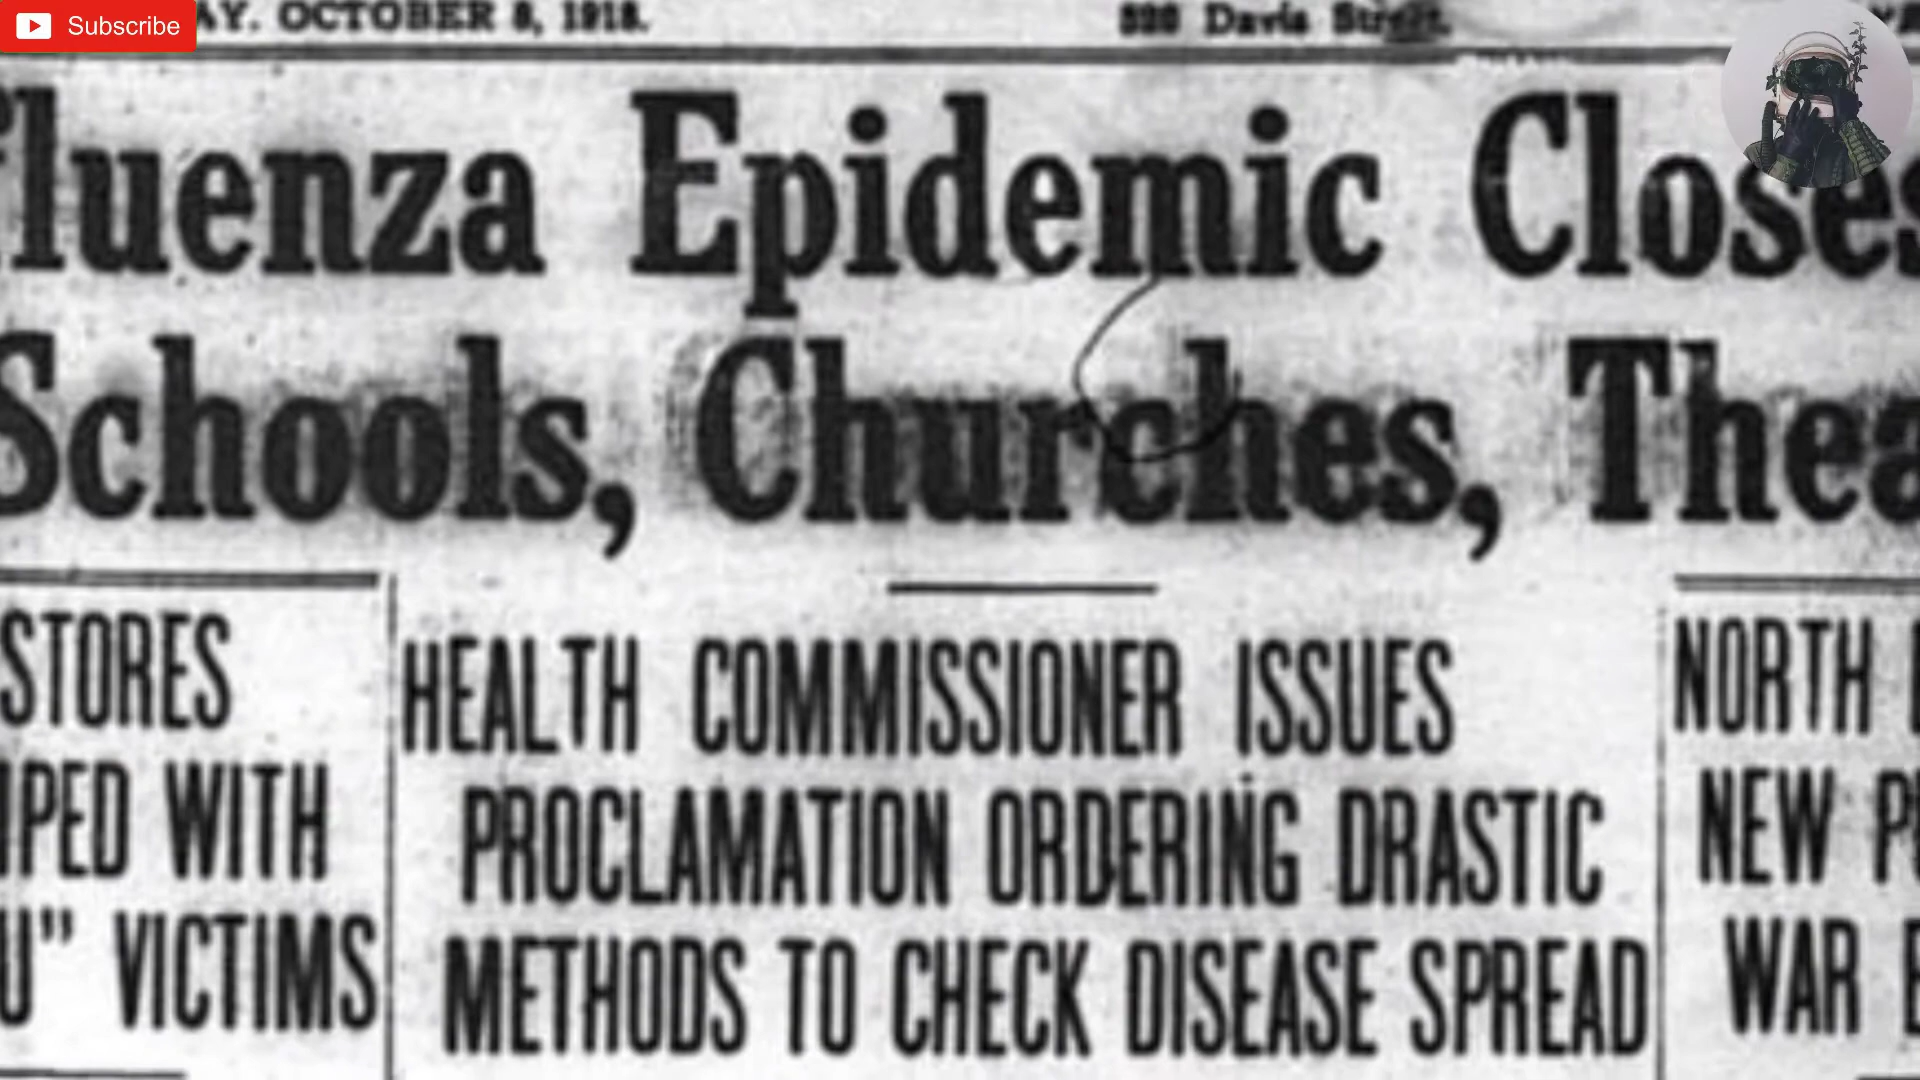 Subscribe
AY. OCTOBER 8, 1918.
Davis Street.
fluenza Epidemic Closes
Schools, Churches, Thea
STORES
PED WITH
U" VICTIMS
HEALTH COMMISSIONER ISSUES
PROCLAMATION ORDERING DRASTIC
METHODS TO CHECK DISEASE SPREAD
NORTH
NEW P
WAR E